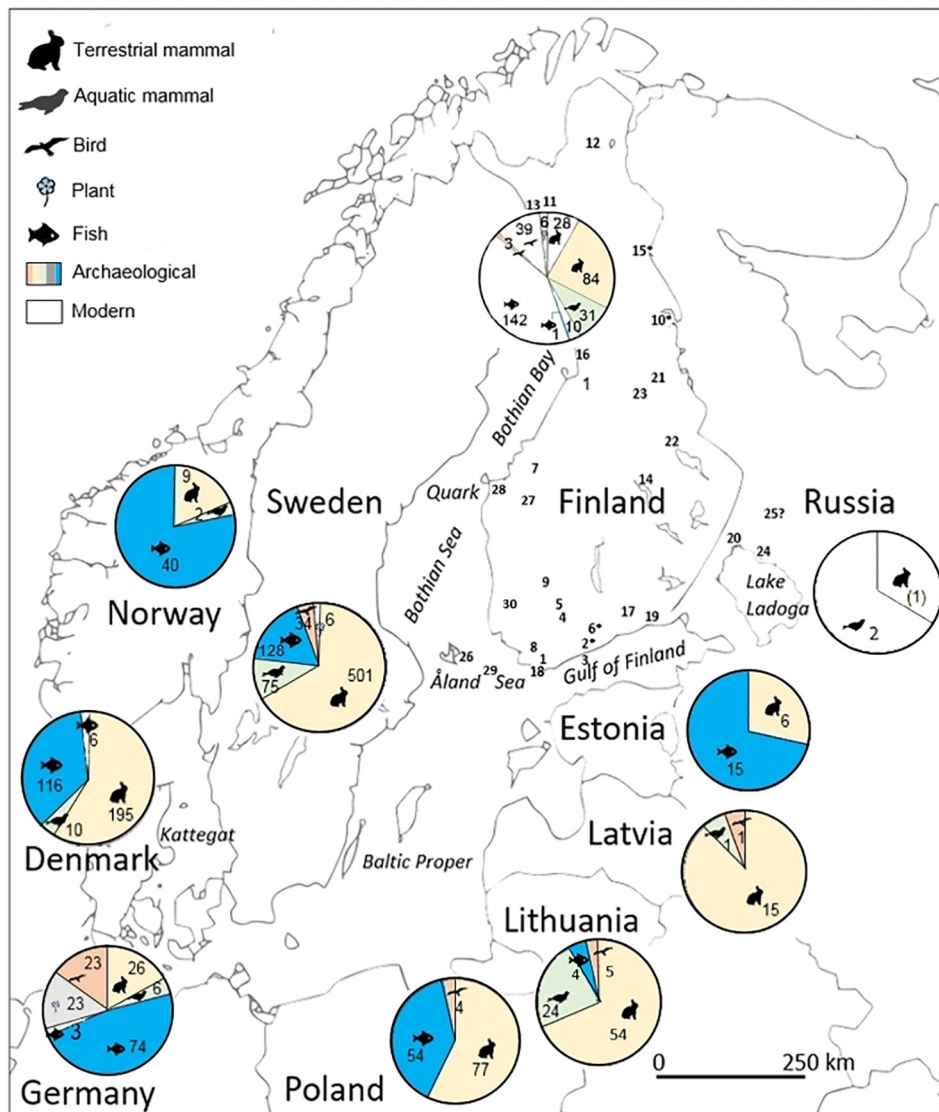 Terrestrial mammal
Aquatic mammal
Bird
Plant
Fish
Archaeological
Modern
12
13 11
39 6 28
3
15*
84
142
1 10 31
10*
16
1
21
23
Bothian Bay
22
7
14
Quark
28
27
Sweden
Finland
Russia
25?
20
24
Lake
Ladoga
(1)
2
9
2
40
Norway
Bothian Sea
9
30
5
4
17
19
6*
8
2*
1
3
18
26
29
Åland Sea
Gulf of Finland
34 6
128
75
501
Estonia
6
15
6
116
10
195
Denmark
Kattegat
Baltic Proper
Latvia
1 1
15
Lithuania
4 5
24
54
23 26
6
23
3
74
Germany
4
54
77
Poland
0 250 km